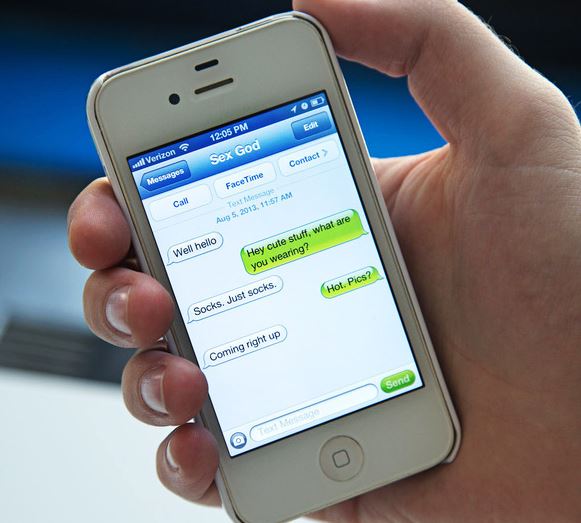 Verizon 12:05 PM
Messages Sex God Edit
Call FaceTime Contact
Text Message
Aug 5, 2013, 11:57 AM
Well hello
Hey cute stuff, what are
you wearing?
Socks. Just socks.
Hot. Pics?
Coming right up
Text Message Send